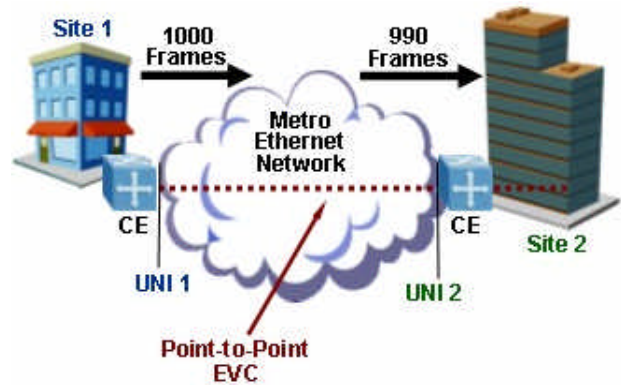 Site 1
1000
Frames
990
Frames
Metro
Ethernet
Network
CE
CE
UNI 1
UNI 2
Site 2
Point-to-Point
EVC